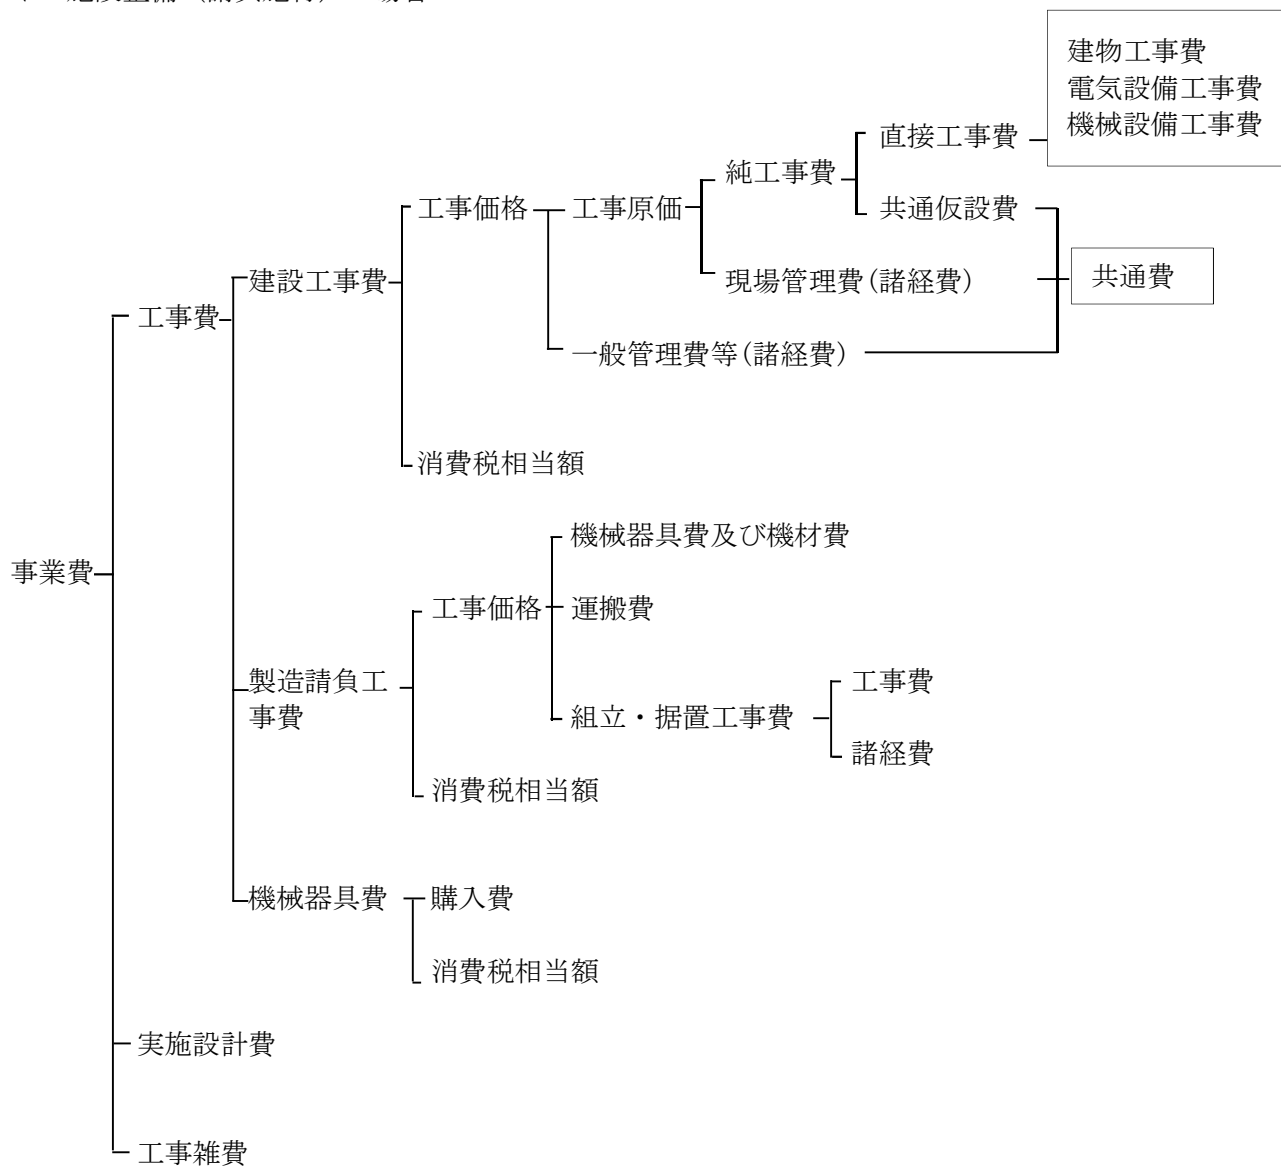 建物工事費
電気設備工事費
機械設備工事費
直接工事費
純工事費
工事価格
工事原価
共通仮設費
建設工事費
現場管理費(諸経費)
共通費
工事費
一般管理費等(諸経費)
消費税相当額
機械器具費及び機材費
事業費
工事価格
運搬費
製造請負工
事費
工事費
組立・据置工事費
諸経費
消費税相当額
機械器具費
購入費
消費税相当額
実施設計費
工事雑費